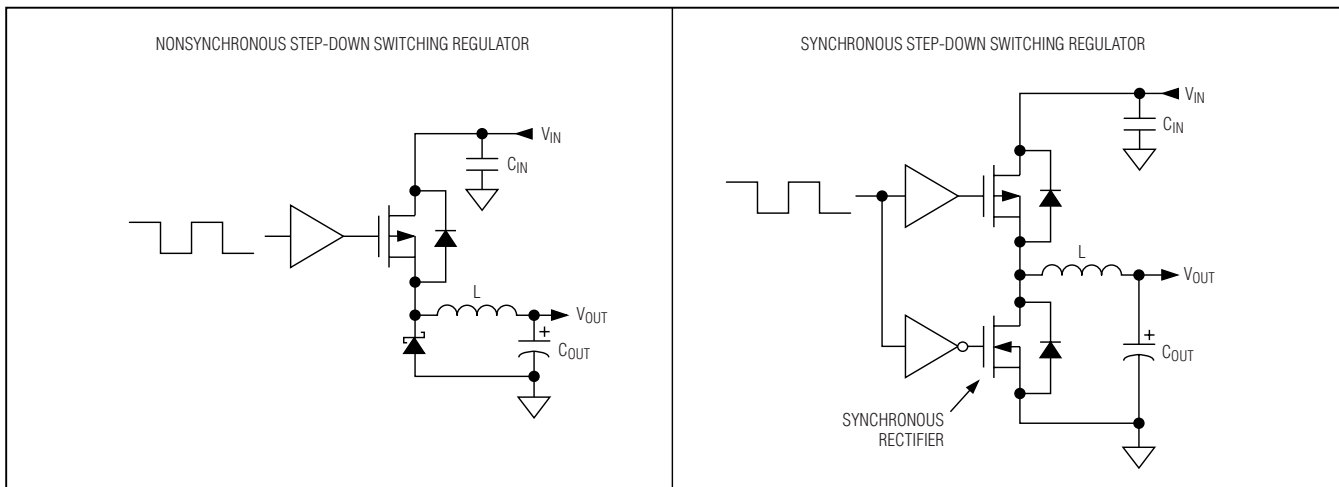 NONSYNCHRONOUS STEP-DOWN SWITCHING REGULATOR
VIN
CIN
L
VOUT
+
COUT
SYNCHRONOUS STEP-DOWN SWITCHING REGULATOR
VIN
CIN
L
VOUT
+
COUT
SYNCHRONOUS
RECTIFIER